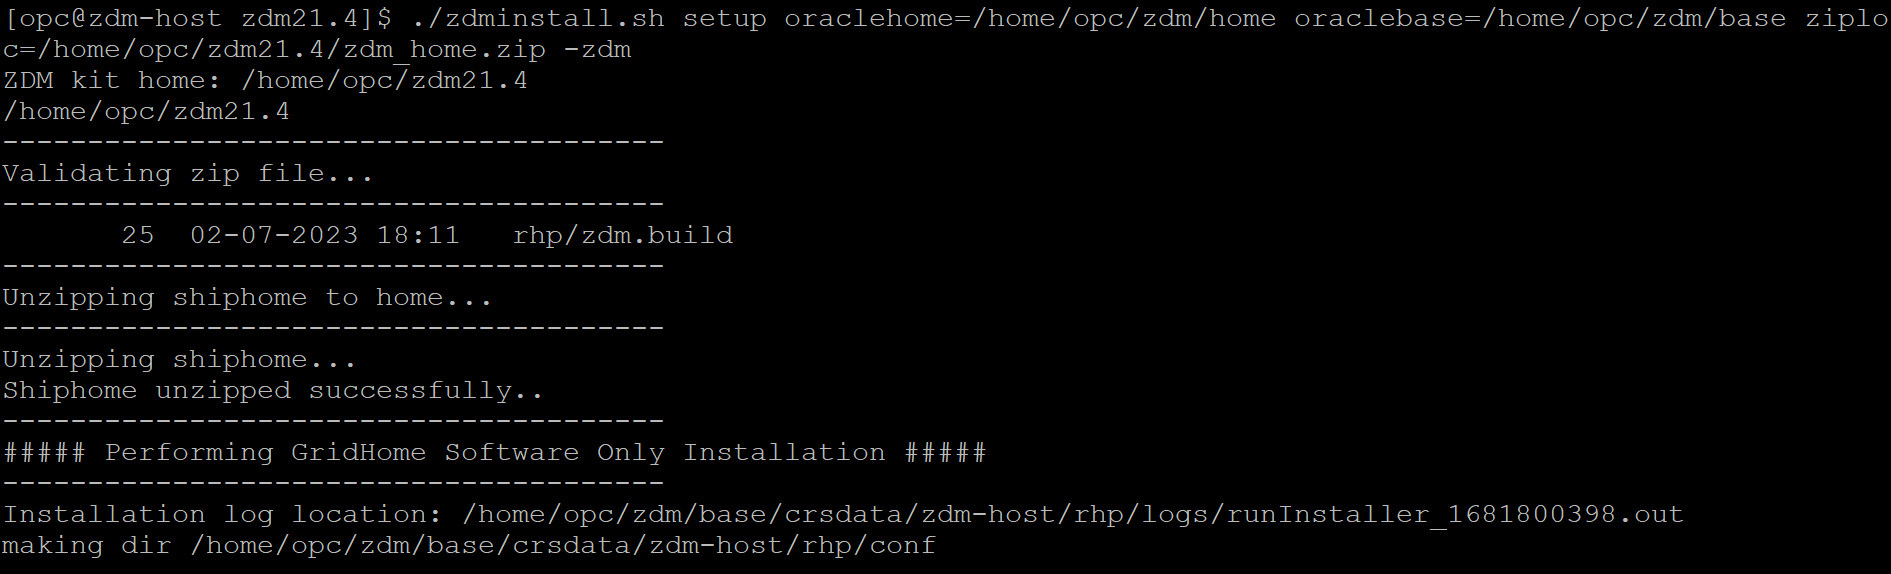 [opc@zdm-host zdm21.4]$ ./zdminstall.sh setup oraclehome=/home/opc/zdm/home oraclebase=/home/opc/zdm/base ziplo
c=/home/opc/zdm21.4/zdm_home.zip -zdm
ZDM kit home: /home/opc/zdm21.4
/home/opc/zdm21.4
---------------------------------------
Validating zip file...
---------------------------------------
       25  02-07-2023 18:11   rhp/zdm.build
---------------------------------------
Unzipping shiphome to home...
---------------------------------------
Unzipping shiphome...
Shiphome unzipped successfully..
---------------------------------------
##### Performing GridHome Software Only Installation #####
---------------------------------------
Installation log location: /home/opc/zdm/base/crsdata/zdm-host/rhp/logs/runInstaller_1681800398.out
making dir /home/opc/zdm/base/crsdata/zdm-host/rhp/conf